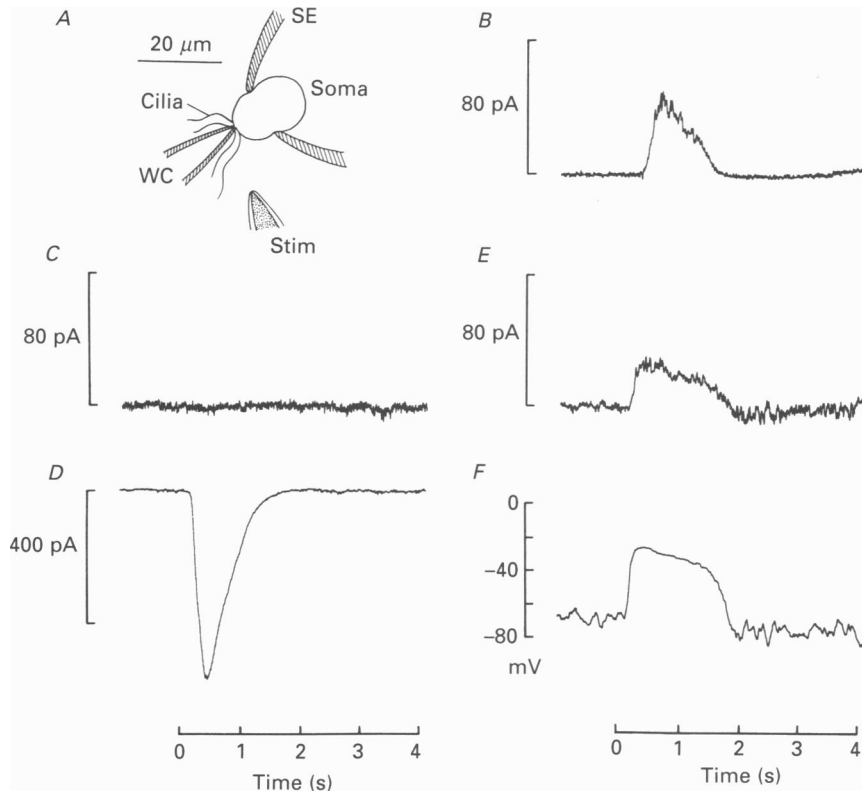 A
SE
20 μm
Cilia
Soma
WC
Stim
B
80 pA
C
80 pA
E
80 pA
D
400 pA
F
0
-40
-80
mV
0 1 2 3 4
Time (s)
0 1 2 3 4
Time (s)